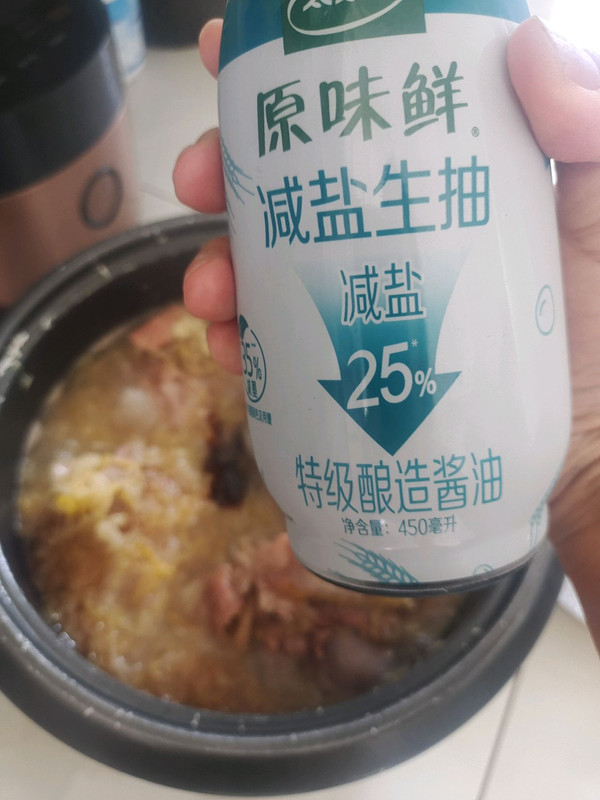 原味鲜®
减盐生抽
减盐
25*%
特级酿造酱油
净含量：450毫升